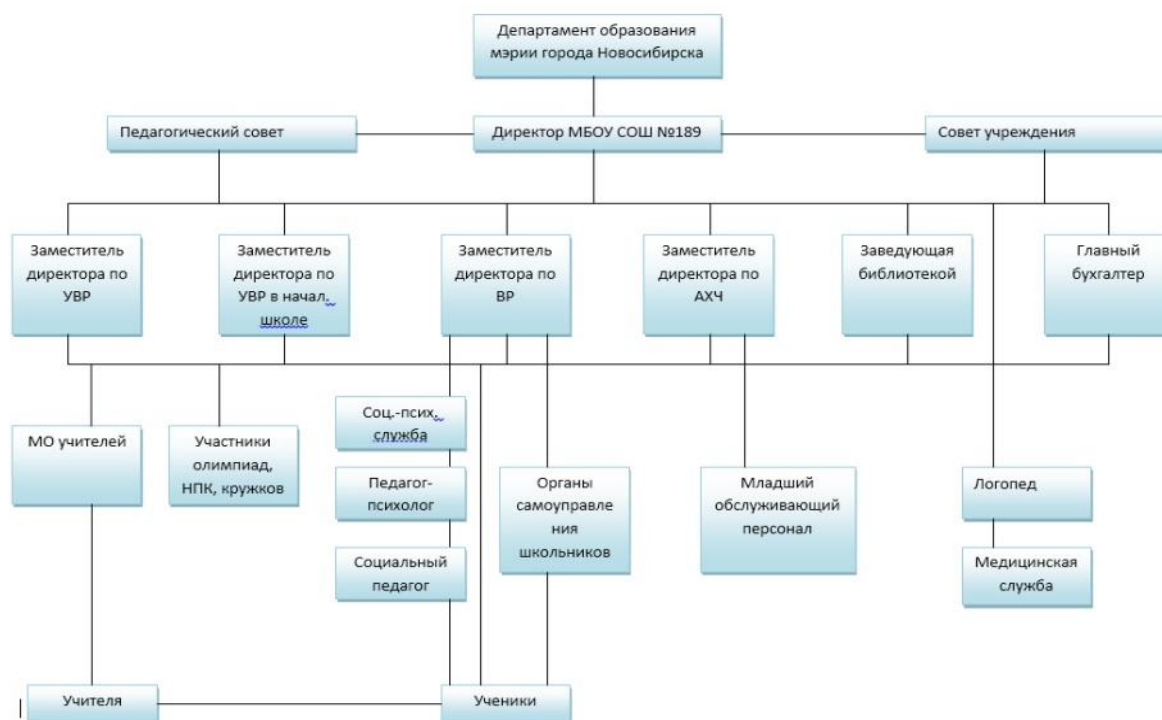 Департамент образования
мэрии города Новосибирска
Педагогический совет
Директор МБОУ СОШ №189
Совет учреждения
Заместитель
директора по
УВР
Заместитель
директора по
УВР в начал.
школе
Заместитель
директора по
ВР
Заместитель
директора по
АХЧ
Заведующая
библиотекой
Главный
бухгалтер
МО учителей
Участники
олимпиад,
НПК, кружков
Соц.-псих.
служба
Педагог-
психолог
Социальный
педагог
Органы
самоуправле
ния
школьников
Младший
обслуживающий
персонал
Логопед
Медицинская
служба
Учителя
Ученики